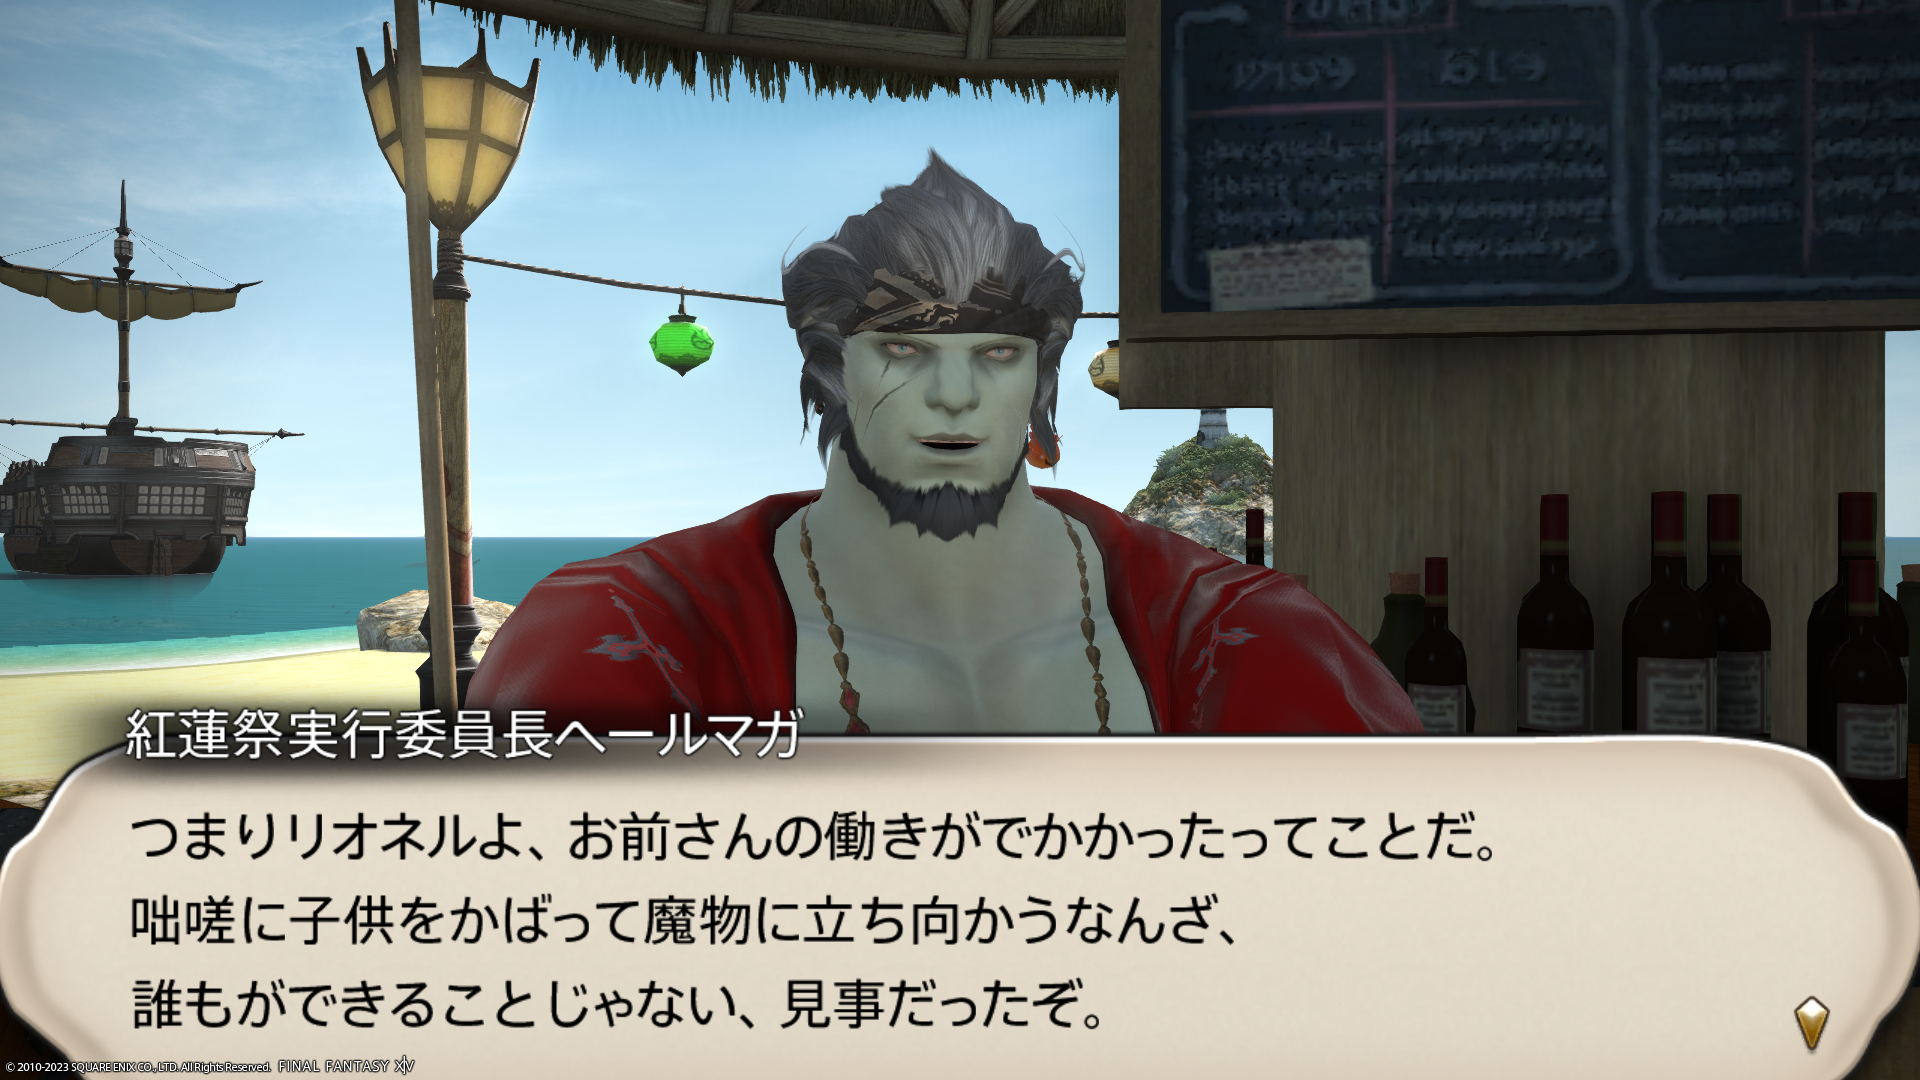 紅蓮祭実行委員長ヘールマガ
つまりリオネルよ、お前さんの働きがでかかったってことだ。
咄嗟に子供をかばって魔物に立ち向かうなんざ、
誰もができることじゃない、見事だったぞ。
© 2010-2023 SQUARE ENIX CO., LTD. All Rights Reserved. FINAL FANTASY XIV